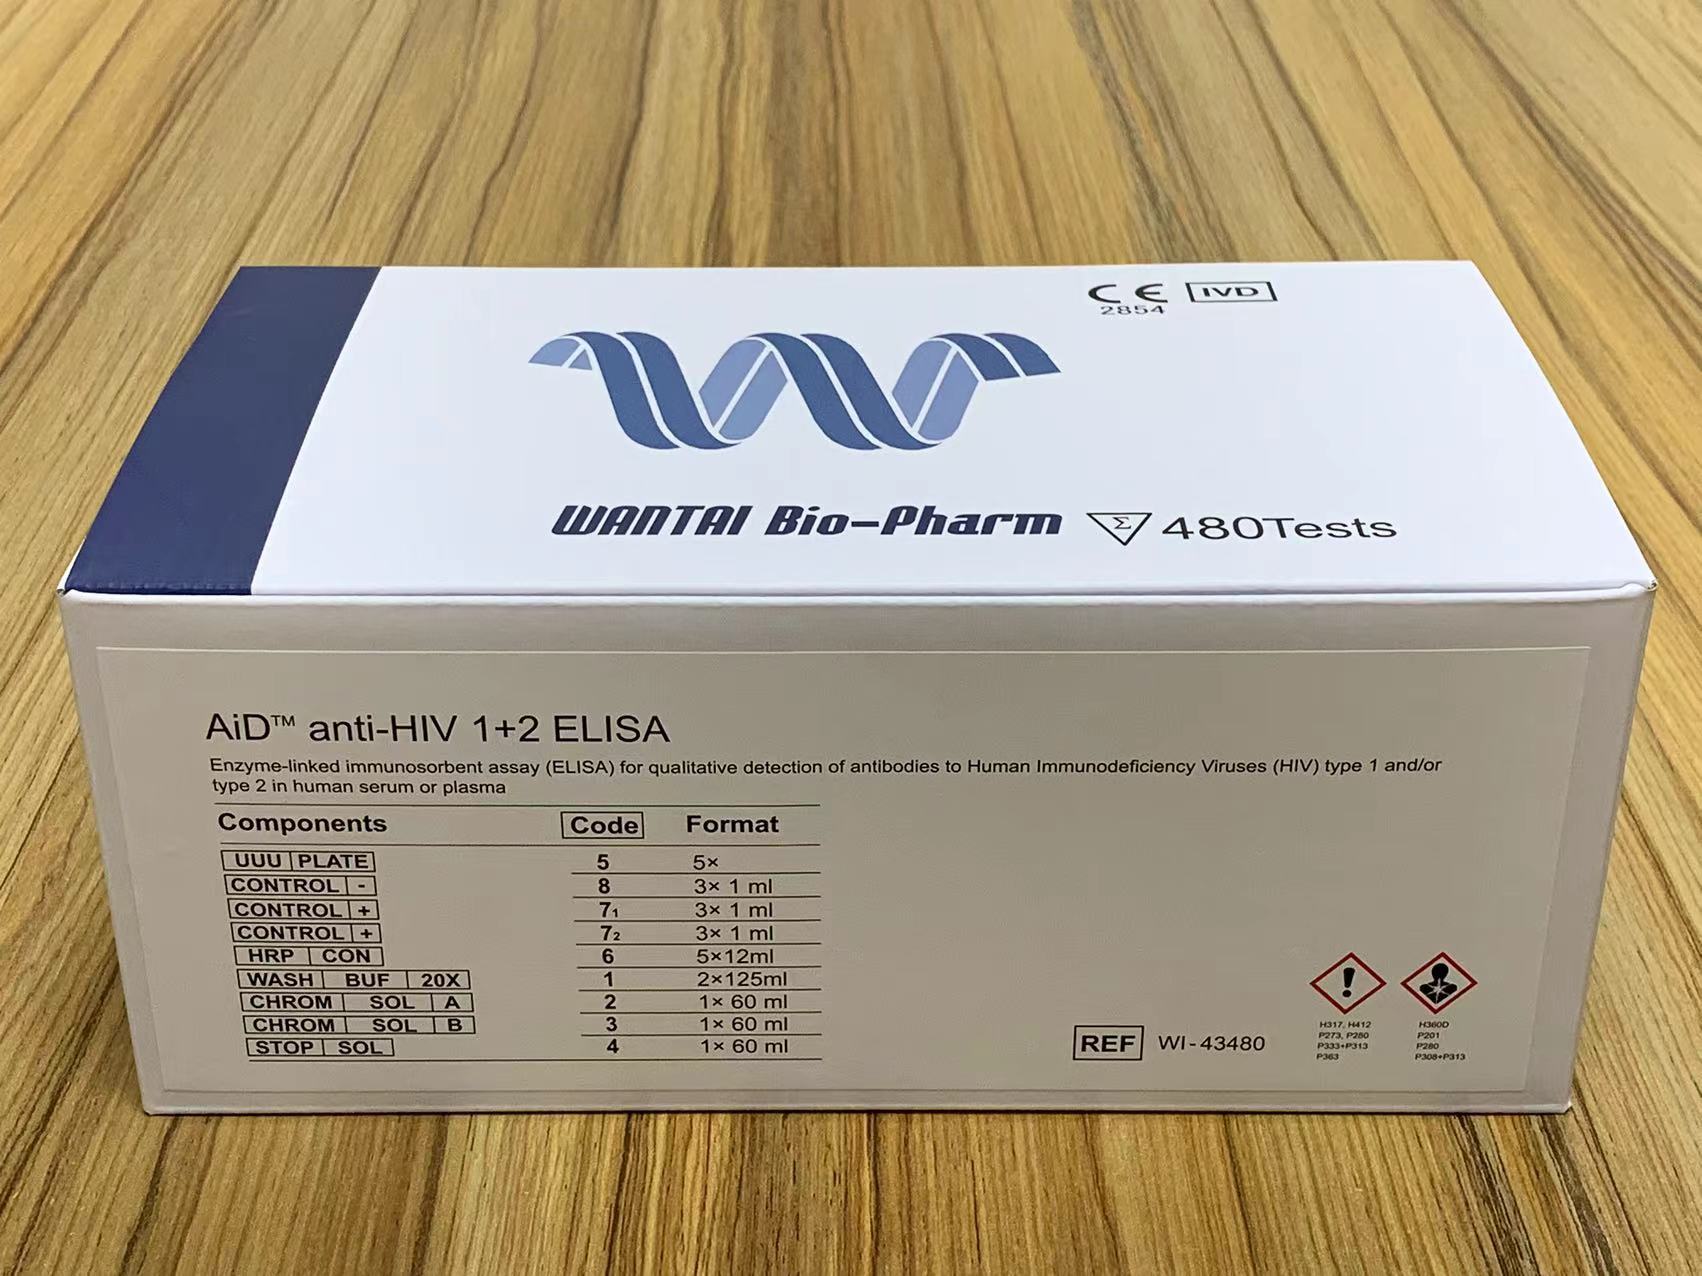 CE IVD
2854
WANTAI Bio-Pharm Σ 480Tests
AiD™ anti-HIV 1+2 ELISA
Enzyme-linked immunosorbent assay (ELISA) for qualitative detection of antibodies to Human Immunodeficiency Viruses (HIV) type 1 and/or
type 2 in human serum or plasma
Components Code Format
UUU PLATE 5 5×
CONTROL - 8 3× 1 ml
CONTROL + 7₁ 3× 1 ml
CONTROL + 7₂ 3× 1 ml
HRP CON 6 5×12ml
WASH BUF 20X 1 2×125ml
CHROM SOL A 2 1× 60 ml
CHROM SOL B 3 1× 60 ml
STOP SOL 4 1× 60 ml
REF WI-43480
H317, H412
P273, P280
P333+P313
P363
H360D
P201
P280
P308+P313